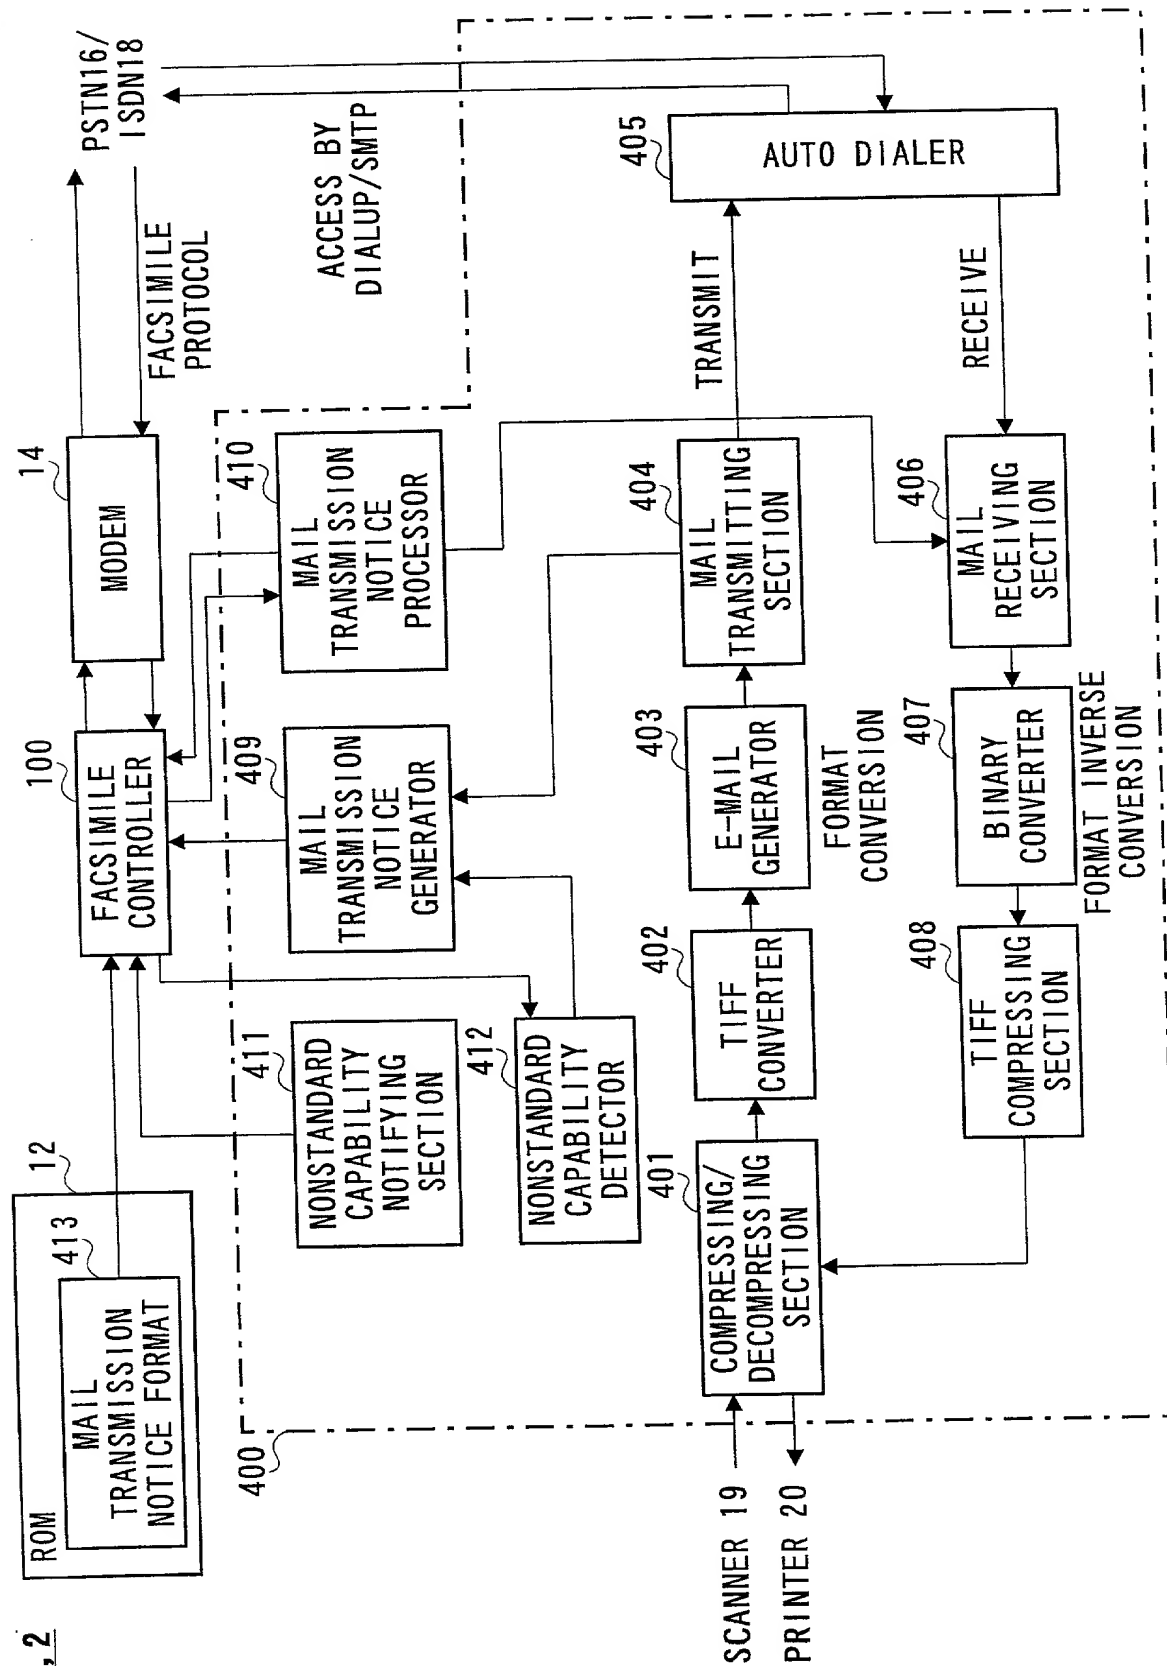 ,2
ROM
MAIL
TRANSMISSION
NOTICE FORMAT
413
12
FACSIMILE
CONTROLLER
100
MODEM
14
PSTN16/
ISDN18
FACSIMILE
PROTOCOL
ACCESS BY
DIALUP/SMTP
400
NONSTANDARD
CAPABILITY
NOTIFYING
SECTION
411
MAIL
TRANSMISSION
NOTICE
GENERATOR
409
MAIL
TRANSMISSION
NOTICE
PROCESSOR
410
NONSTANDARD
CAPABILITY
DETECTOR
412
SCANNER 19
PRINTER 20
COMPRESSING/
DECOMPRESSING
SECTION
401
TIFF
CONVERTER
402
E-MAIL
GENERATOR
403
FORMAT
CONVERSION
MAIL
TRANSMITTING
SECTION
404
TRANSMIT
AUTO DIALER
405
RECEIVE
MAIL
RECEIVING
SECTION
406
BINARY
CONVERTER
407
FORMAT INVERSE
CONVERSION
TIFF
COMPRESSING
SECTION
408